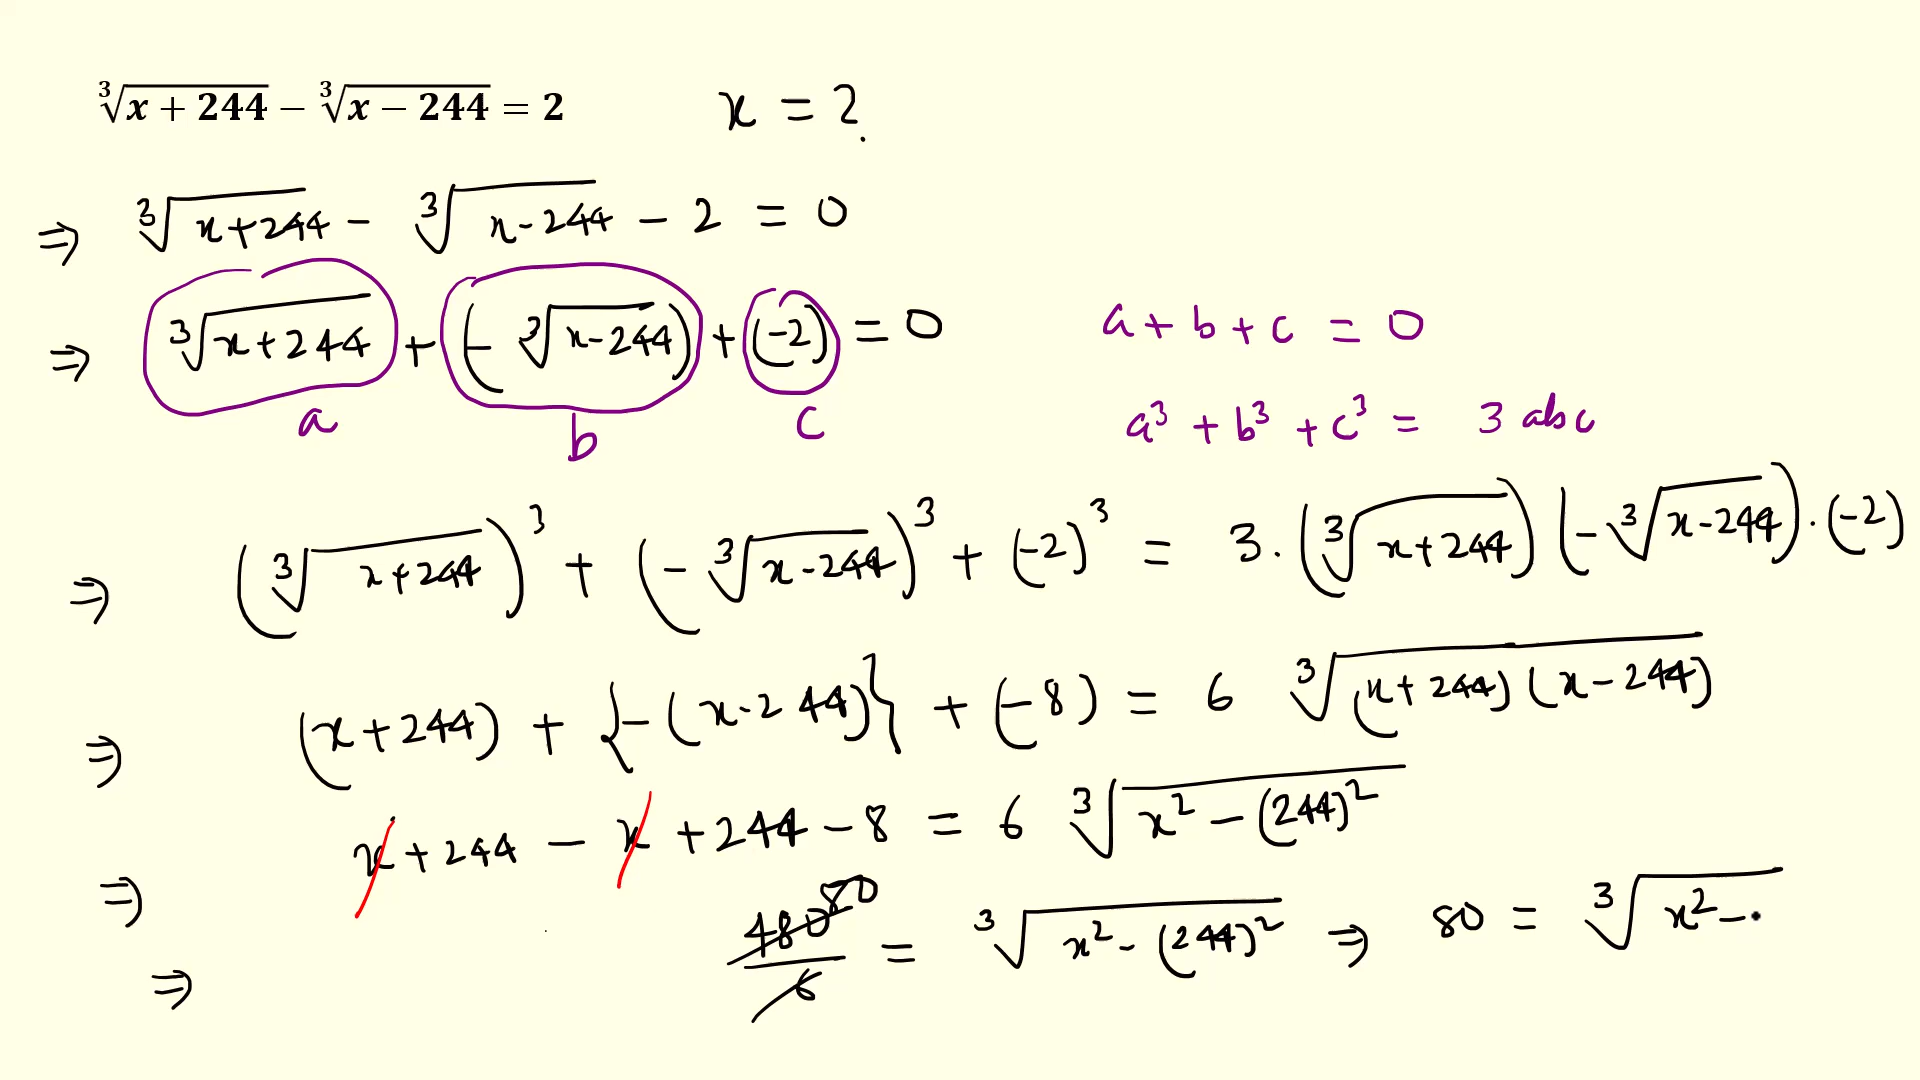 ∛(x + 244) − ∛(x − 244) = 2 x = ?
⇒ ∛(x+244) − ∛(x-244) − 2 = 0
⇒ ∛(x+244) + (− ∛(x-244)) + (-2) = 0 a + b + c = 0
a b c a³ + b³ + c³ = 3 abc
⇒ (∛(x+244))³ + (− ∛(x-244))³ + (-2)³ = 3 . (∛(x+244)) (− ∛(x-244)) . (-2)
⇒ (x+244) + {−(x-244)} + (-8) = 6 ∛((x+244)(x-244))
⇒ x + 244 − x + 244 − 8 = 6 ∛(x² − (244)²)
⇒ 480/6 80 = ∛(x² − (244)²) ⇒ 80 = ∛(x² −